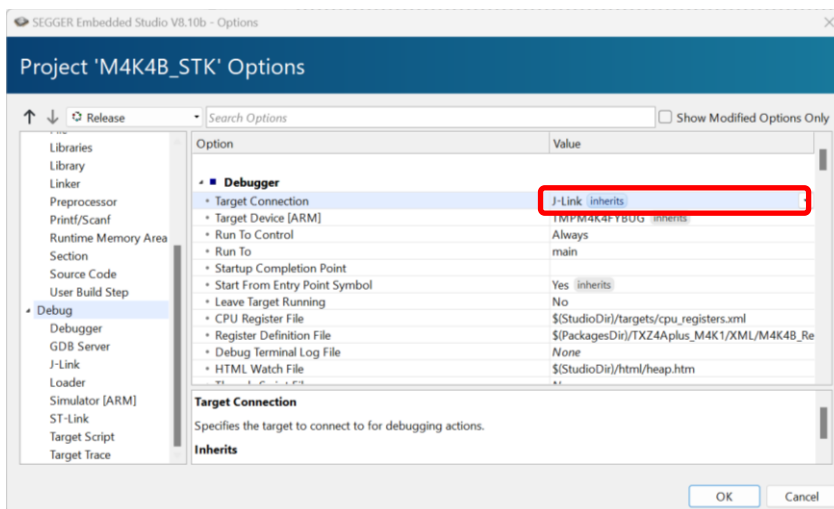 SEGGER Embedded Studio V8.10b - Options
Project 'M4K4B_STK' Options
Release
Search Options
Show Modified Options Only
Libraries
Library
Linker
Preprocessor
Printf/Scanf
Runtime Memory Area
Section
Source Code
User Build Step
Debug
Debugger
GDB Server
J-Link
Loader
Simulator [ARM]
ST-Link
Target Script
Target Trace
Option Value
Debugger
Target Connection J-Link inherits
Target Device [ARM] TMPM4K4FYBUG inherits
Run To Control Always
Run To main
Startup Completion Point
Start From Entry Point Symbol Yes inherits
Leave Target Running No
CPU Register File $(StudioDir)/targets/cpu_registers.xml
Register Definition File $(PackagesDir)/TXZ4Aplus_M4K1/XML/M4K4B_Re
Debug Terminal Log File None
HTML Watch File $(StudioDir)/html/heap.htm
Target Connection
Specifies the target to connect to for debugging actions.
Inherits
OK Cancel